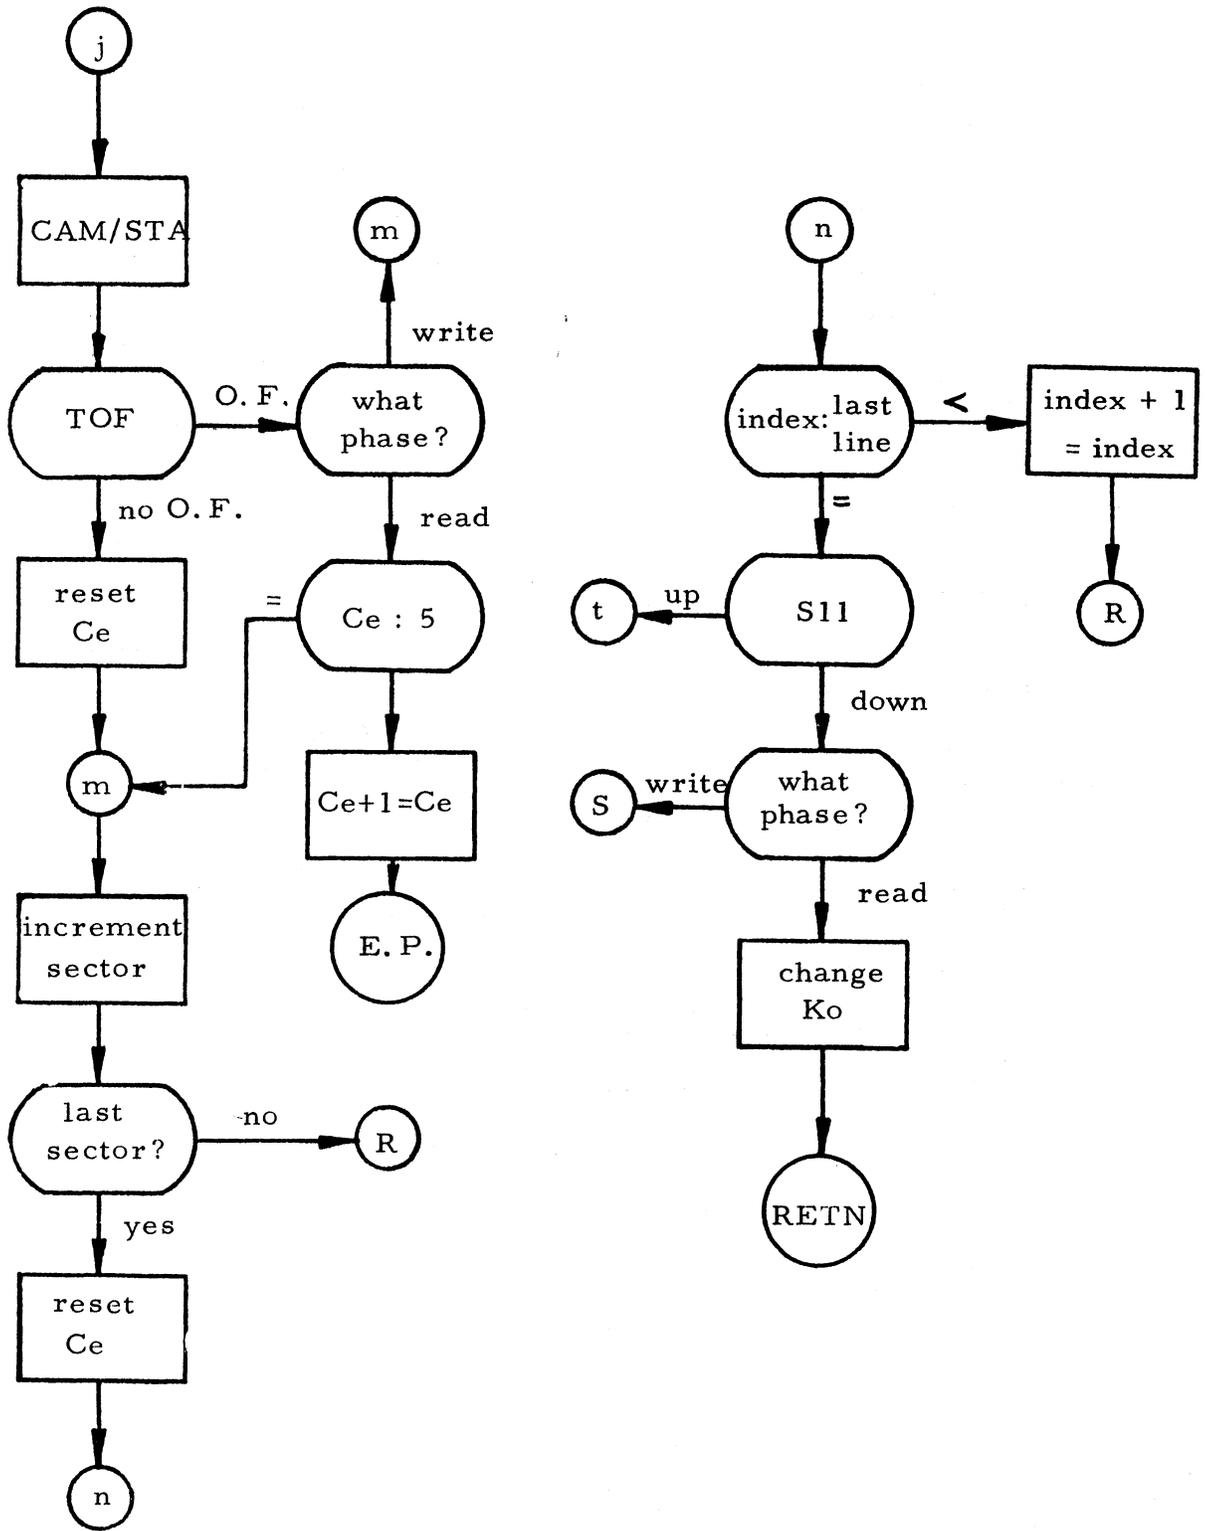 j
CAM/STA
TOF
O. F.
no O. F.
reset
Ce
m
increment
sector
last
sector?
no
R
yes
reset
Ce
n
m
write
what
phase?
read
Ce : 5
=
Ce+1=Ce
E. P.
n
index: last
line
<
index + 1
= index
R
=
S11
up
t
down
what
phase?
write
S
read
change
Ko
RETN